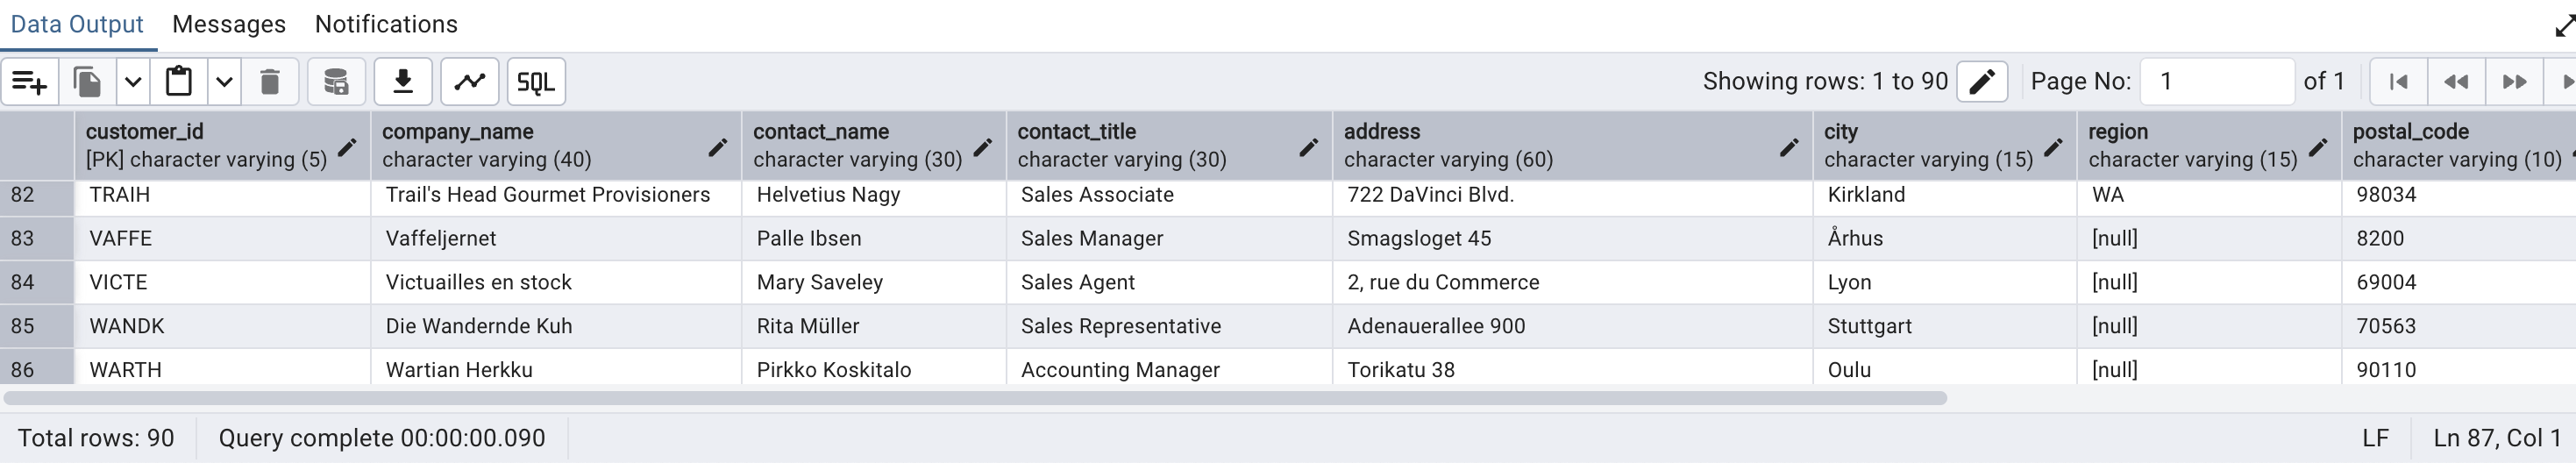 Data Output Messages Notifications
SQL Showing rows: 1 to 90 Page No: 1 of 1
customer_id company_name contact_name contact_title address city region postal_code
[PK] character varying (5) character varying (40) character varying (30) character varying (30) character varying (60) character varying (15) character varying (15) character varying (10)
82 TRAIH Trail's Head Gourmet Provisioners Helvetius Nagy Sales Associate 722 DaVinci Blvd. Kirkland WA 98034
83 VAFFE Vaffeljernet Palle Ibsen Sales Manager Smagsloget 45 Århus [null] 8200
84 VICTE Victuailles en stock Mary Saveley Sales Agent 2, rue du Commerce Lyon [null] 69004
85 WANDK Die Wandernde Kuh Rita Müller Sales Representative Adenauerallee 900 Stuttgart [null] 70563
86 WARTH Wartian Herkku Pirkko Koskitalo Accounting Manager Torikatu 38 Oulu [null] 90110
Total rows: 90 Query complete 00:00:00.090 LF Ln 87, Col 1